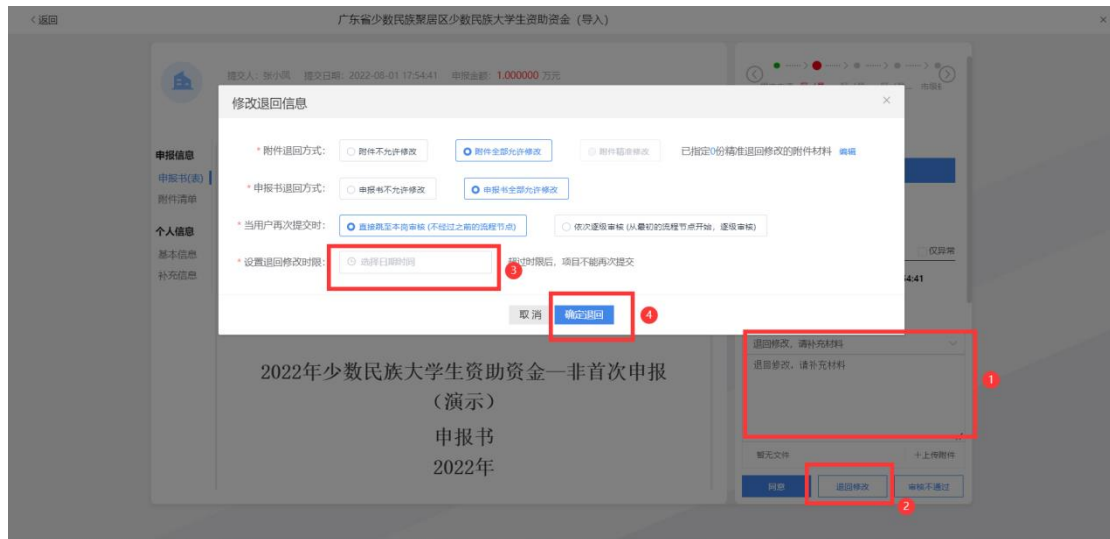 返回
广东省少数民族聚居区少数民族大学生资助资金 (导入)
×
提交人: 张小凤 提交日期: 2022-08-01 17:54:41 申报金额: 1.000000 万元
修改退回信息 ×
申报信息
申报书(表)
附件清单
个人信息
基本信息
补充信息
* 附件退回方式: 附件不允许修改 附件全部允许修改 附件精准修改 已指定0份精准退回修改的附件材料 编辑
* 申报书退回方式: 申报书不允许修改 申报书全部允许修改
* 当用户再次提交时: 直接跳至本岗审核 (不经过之前的流程节点) 依次逐级审核 (从最初的流程节点开始, 逐级审核)
* 设置退回修改时限: 选择日期时间 3 超过时限后, 项目不能再次提交
仅异常
54:41
取 消 确定退回 4
2022年少数民族大学生资助资金—非首次申报
(演示)
申报书
2022年
退回修改, 请补充材料
退回修改, 请补充材料
1
暂无文件 +上传附件
同意 退回修改 审核不通过
2